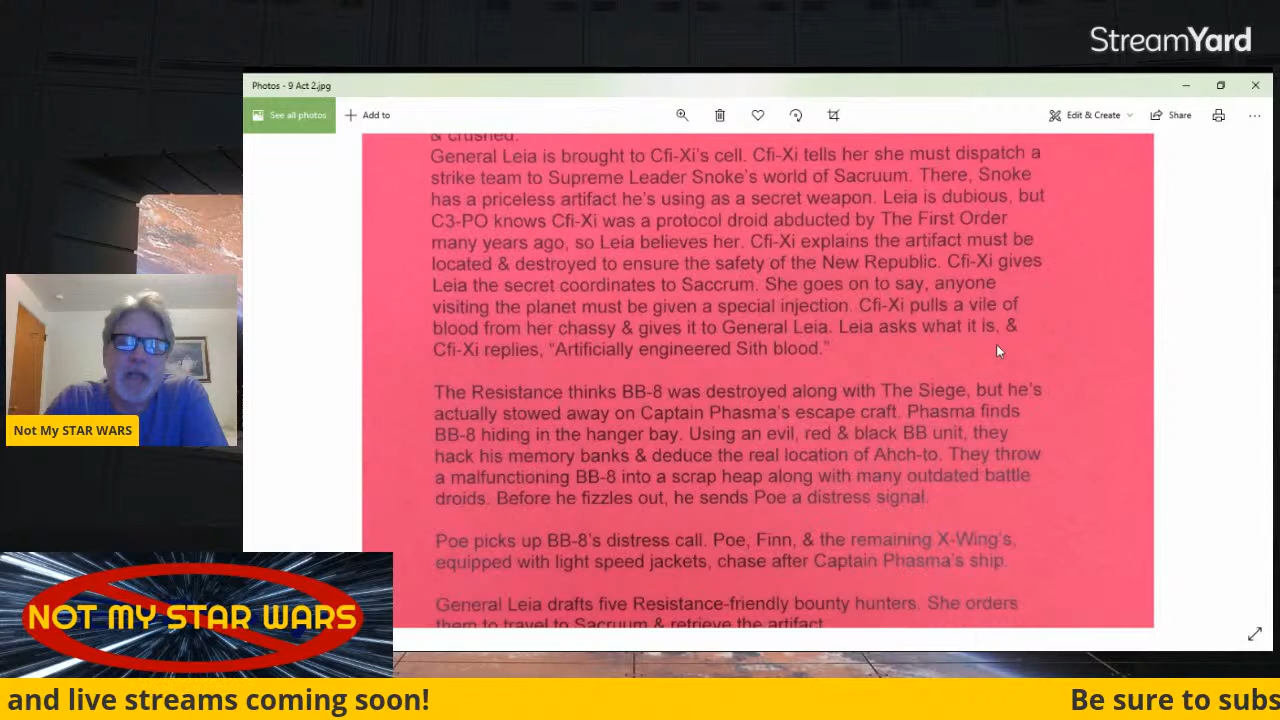 StreamYard
Photos - 9 Act 2.jpg
See all photos
Add to
Edit & Create
Share
& crushed.
General Leia is brought to Cfi-Xi's cell. Cfi-Xi tells her she must dispatch a
strike team to Supreme Leader Snoke's world of Sacruum. There, Snoke
has a priceless artifact he's using as a secret weapon. Leia is dubious, but
C3-PO knows Cfi-Xi was a protocol droid abducted by The First Order
many years ago, so Leia believes her. Cfi-Xi explains the artifact must be
located & destroyed to ensure the safety of the New Republic. Cfi-Xi gives
Leia the secret coordinates to Saccrum. She goes on to say, anyone
visiting the planet must be given a special injection. Cfi-Xi pulls a vile of
blood from her chassy & gives it to General Leia. Leia asks what it is, &
Cfi-Xi replies, “Artificially engineered Sith blood.”
The Resistance thinks BB-8 was destroyed along with The Siege, but he's
actually stowed away on Captain Phasma's escape craft. Phasma finds
BB-8 hiding in the hanger bay. Using an evil, red & black BB unit, they
hack his memory banks & deduce the real location of Ahch-to. They throw
a malfunctioning BB-8 into a scrap heap along with many outdated battle
droids. Before he fizzles out, he sends Poe a distress signal.
Poe picks up BB-8's distress call. Poe, Finn, & the remaining X-Wing's,
equipped with light speed jackets, chase after Captain Phasma's ship.
General Leia drafts five Resistance-friendly bounty hunters. She orders
them to travel to Sacruum & retrieve the artifact
Not My STAR WARS
NOT MY STAR WARS
and live streams coming soon!
Be sure to subs